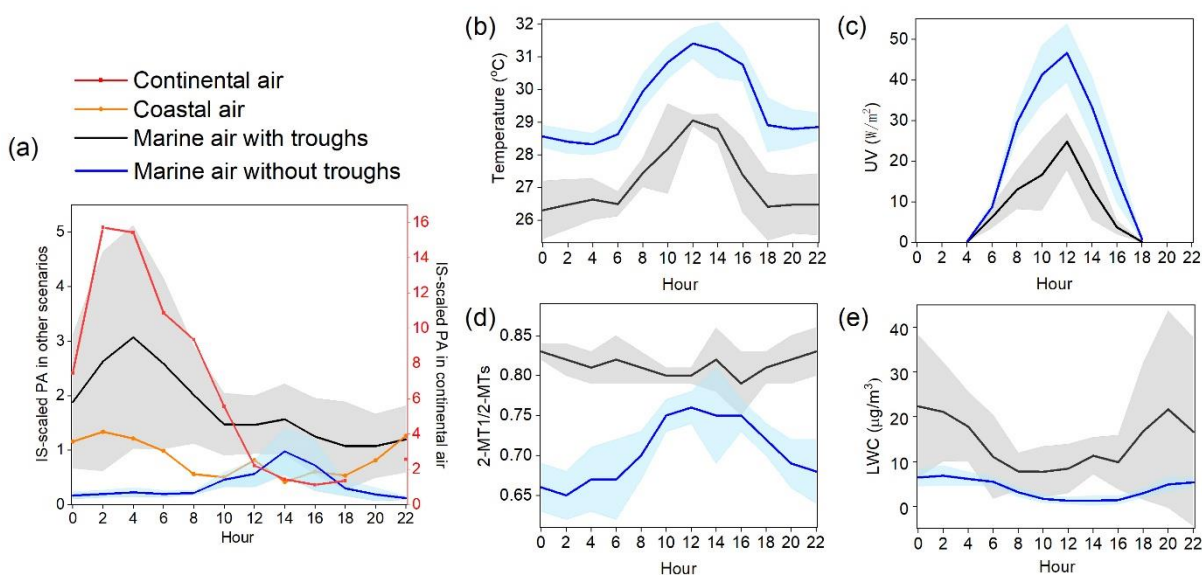 (a)
Continental air
Coastal air
Marine air with troughs
Marine air without troughs
IS-scaled PA in other scenarios
5
4
3
2
1
0
IS-scaled PA in continental air
16
14
12
10
8
6
4
2
0
0 2 4 6 8 10 12 14 16 18 20 22
Hour
(b)
Temperature (°C)
32
31
30
29
28
27
26
0 2 4 6 8 10 12 14 16 18 20 22
Hour
(c)
UV (W/m²)
50
40
30
20
10
0
0 2 4 6 8 10 12 14 16 18 20 22
Hour
(d)
2-MT1/2-MTs
0.85
0.80
0.75
0.70
0.65
0 2 4 6 8 10 12 14 16 18 20 22
Hour
(e)
LWC (μg/m3)
40
30
20
10
0
0 2 4 6 8 10 12 14 16 18 20 22
Hour